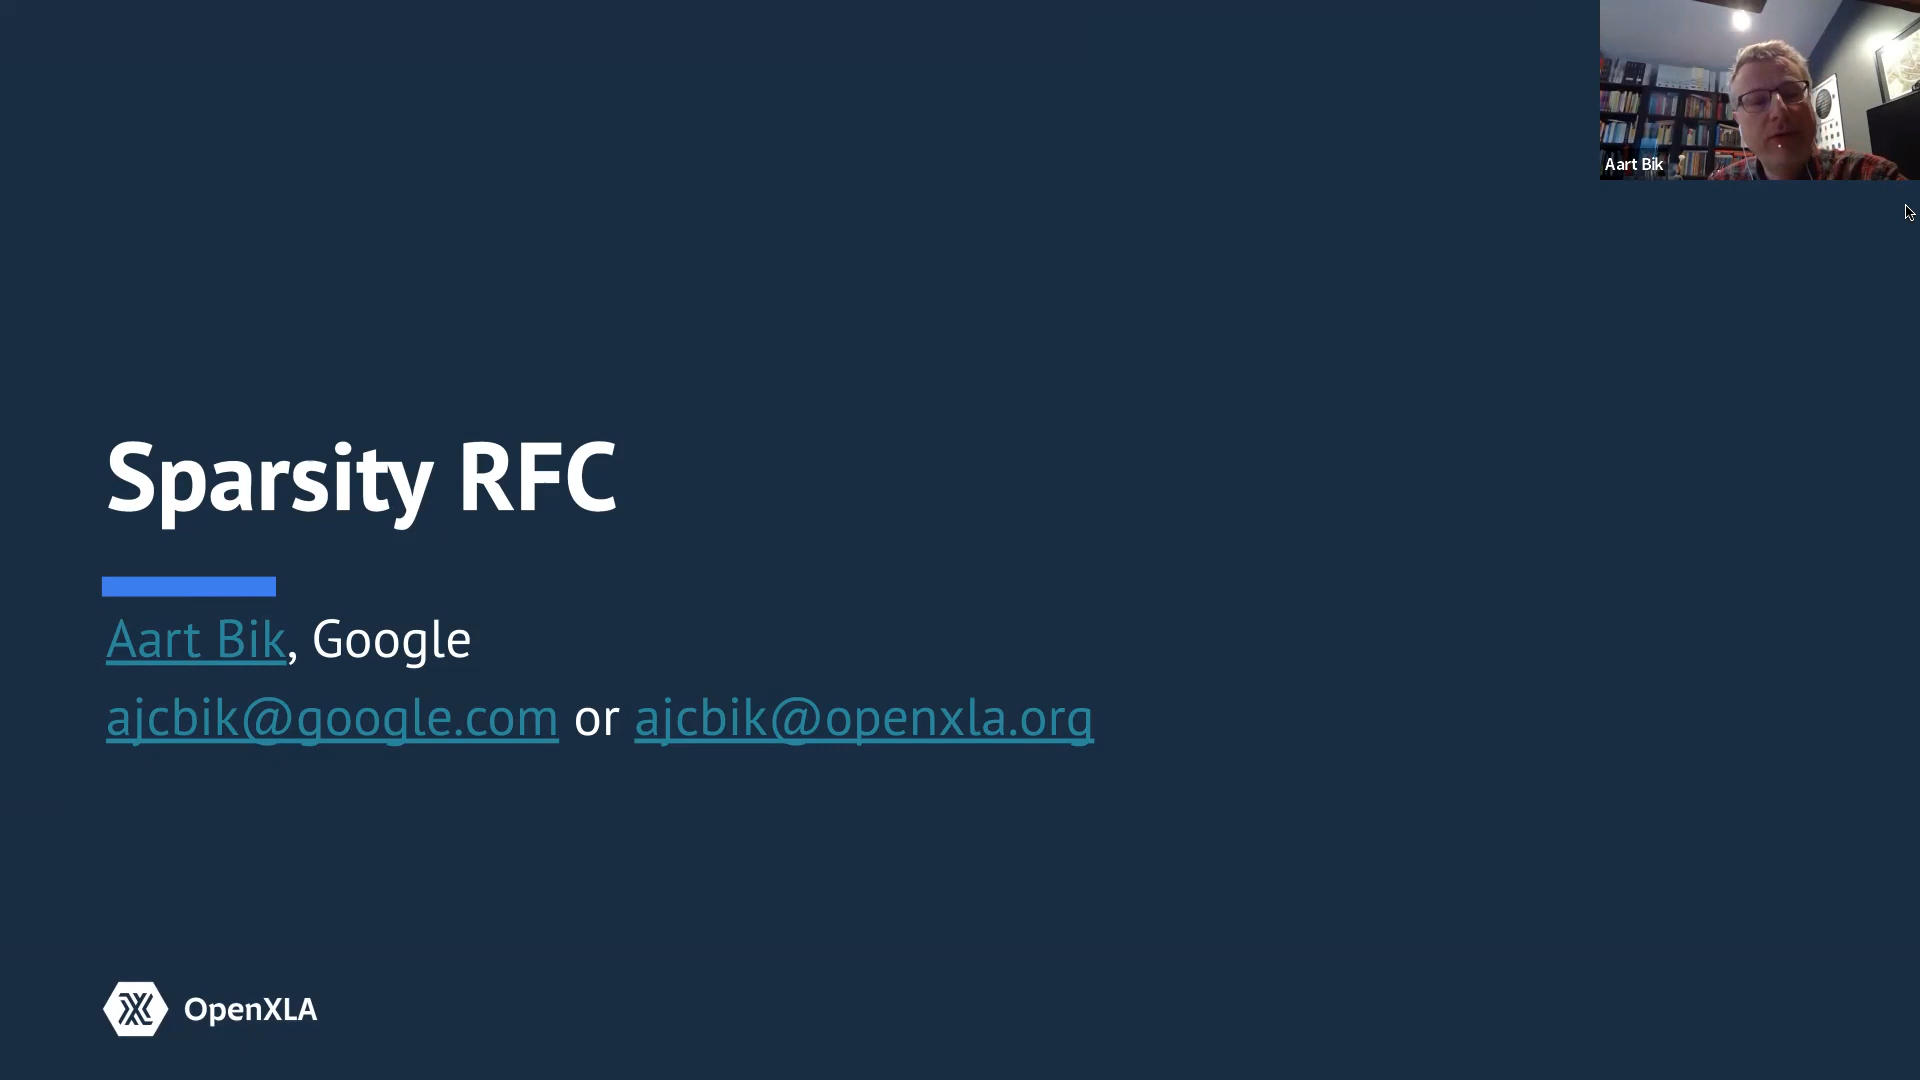 Aart Bik
Sparsity RFC
Aart Bik, Google
ajcbik@google.com or ajcbik@openxla.org
OpenXLA